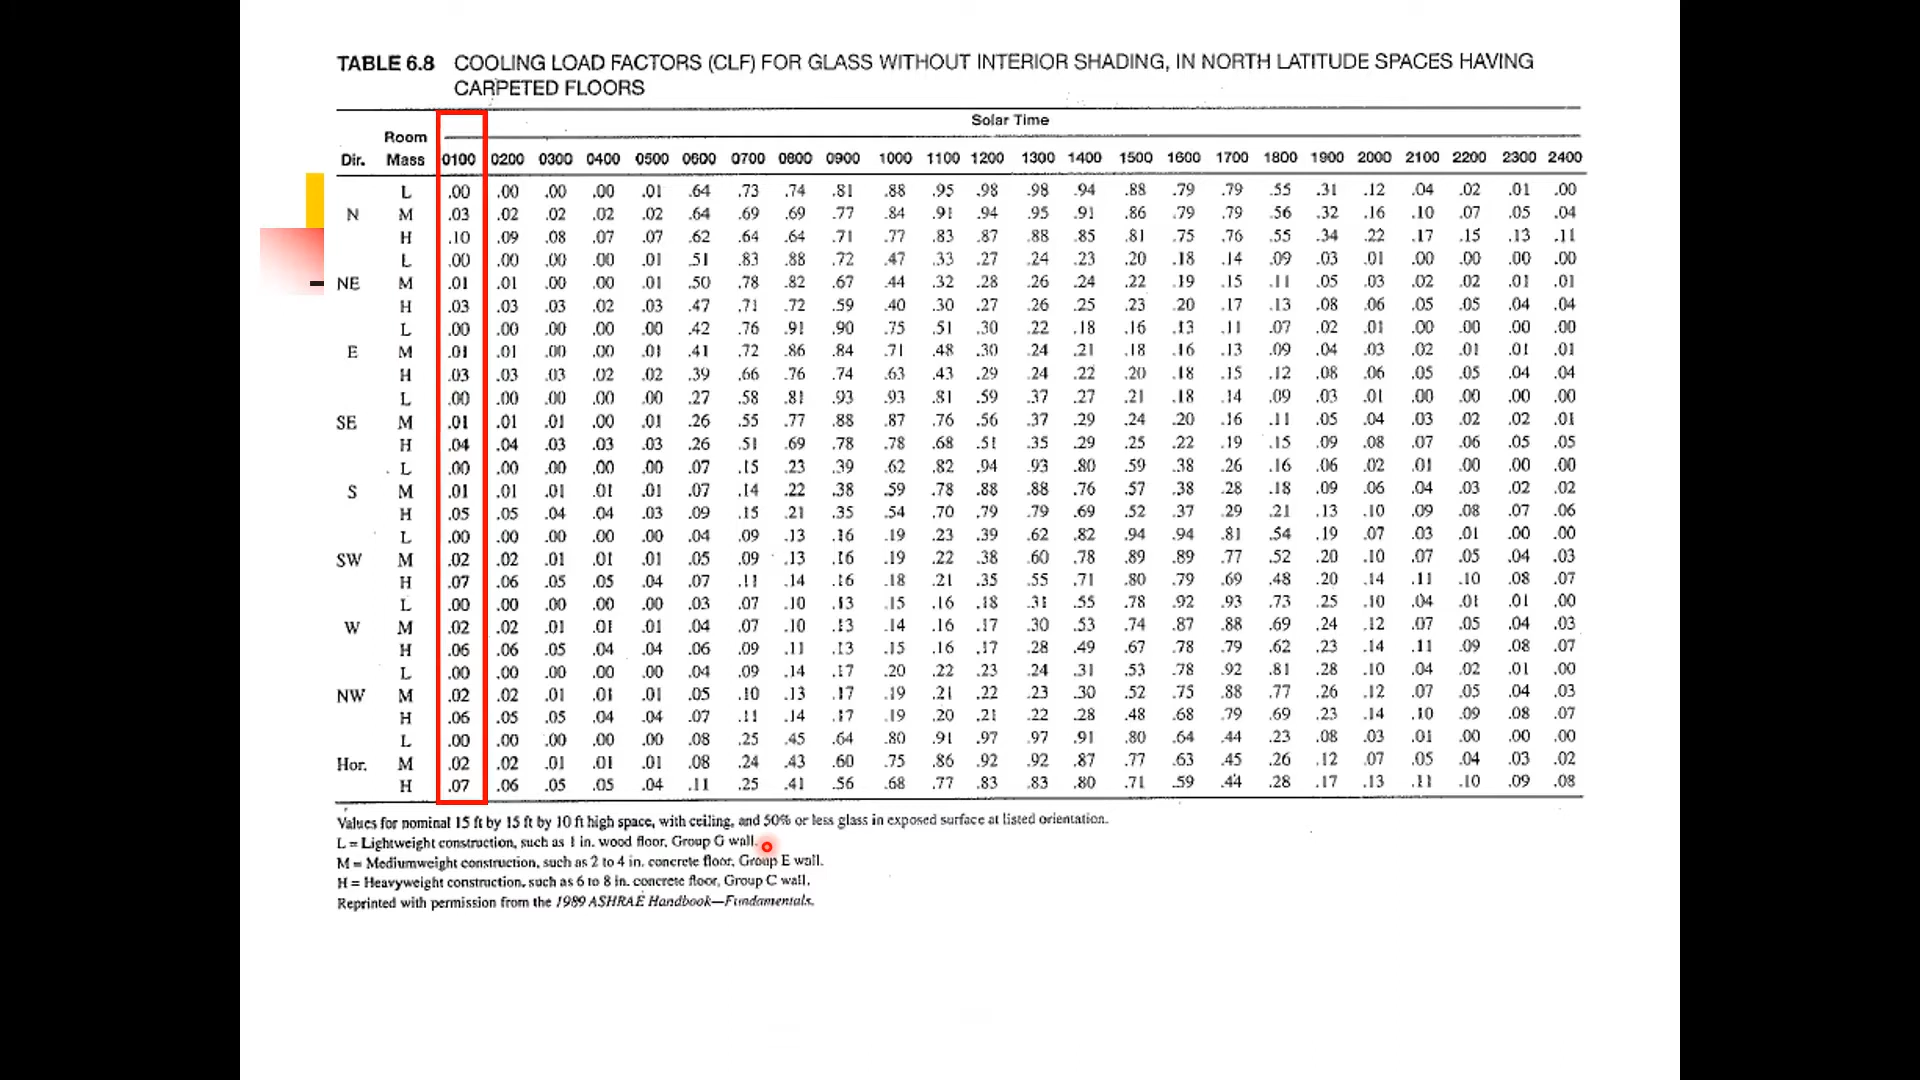 TABLE 6.8 COOLING LOAD FACTORS (CLF) FOR GLASS WITHOUT INTERIOR SHADING, IN NORTH LATITUDE SPACES HAVING
CARPETED FLOORS
Solar Time
Room
Dir. Mass 0100 0200 0300 0400 0500 0600 0700 0800 0900 1000 1100 1200 1300 1400 1500 1600 1700 1800 1900 2000 2100 2200 2300 2400
L .00 .00 .00 .00 .01 .64 .73 .74 .81 .88 .95 .98 .98 .94 .88 .79 .79 .55 .31 .12 .04 .02 .01 .00
N M .03 .02 .02 .02 .02 .64 .69 .69 .77 .84 .91 .94 .95 .91 .86 .79 .79 .56 .32 .16 .10 .07 .05 .04
H .10 .09 .08 .07 .07 .62 .64 .64 .71 .77 .83 .87 .88 .85 .81 .75 .76 .55 .34 .22 .17 .15 .13 .11
L .00 .00 .00 .00 .01 .51 .83 .88 .72 .47 .33 .27 .24 .23 .20 .18 .14 .09 .03 .01 .00 .00 .00 .00
NE M .01 .01 .00 .00 .01 .50 .78 .82 .67 .44 .32 .28 .26 .24 .22 .19 .15 .11 .05 .03 .02 .02 .01 .01
H .03 .03 .03 .02 .03 .47 .71 .72 .59 .40 .30 .27 .26 .25 .23 .20 .17 .13 .08 .06 .05 .05 .04 .04
L .00 .00 .00 .00 .00 .42 .76 .91 .90 .75 .51 .30 .22 .18 .16 .13 .11 .07 .02 .01 .00 .00 .00 .00
E M .01 .01 .00 .00 .01 .41 .72 .86 .84 .71 .48 .30 .24 .21 .18 .16 .13 .09 .04 .03 .02 .01 .01 .01
H .03 .03 .03 .02 .02 .39 .66 .76 .74 .63 .43 .29 .24 .22 .20 .18 .15 .12 .08 .06 .05 .05 .04 .04
L .00 .00 .00 .00 .00 .27 .58 .81 .93 .93 .81 .59 .37 .27 .21 .18 .14 .09 .03 .01 .00 .00 .00 .00
SE M .01 .01 .01 .00 .01 .26 .55 .77 .88 .87 .76 .56 .37 .29 .24 .20 .16 .11 .05 .04 .03 .02 .02 .01
H .04 .04 .03 .03 .03 .26 .51 .69 .78 .78 .68 .51 .35 .29 .25 .22 .19 .15 .09 .08 .07 .06 .05 .05
L .00 .00 .00 .00 .00 .07 .15 .23 .39 .62 .82 .94 .93 .80 .59 .38 .26 .16 .06 .02 .01 .00 .00 .00
S M .01 .01 .01 .01 .01 .07 .14 .22 .38 .59 .78 .88 .88 .76 .57 .38 .28 .18 .09 .06 .04 .03 .02 .02
H .05 .05 .04 .04 .03 .09 .15 .21 .35 .54 .70 .79 .79 .69 .52 .37 .29 .21 .13 .10 .09 .08 .07 .06
L .00 .00 .00 .00 .00 .04 .09 .13 .16 .19 .23 .39 .62 .82 .94 .94 .81 .54 .19 .07 .03 .01 .00 .00
SW M .02 .02 .01 .01 .01 .05 .09 .13 .16 .19 .22 .38 .60 .78 .89 .89 .77 .52 .20 .10 .07 .05 .04 .03
H .07 .06 .05 .05 .04 .07 .11 .14 .16 .18 .21 .35 .55 .71 .80 .79 .69 .48 .20 .14 .11 .10 .08 .07
L .00 .00 .00 .00 .00 .03 .07 .10 .13 .15 .16 .18 .31 .55 .78 .92 .93 .73 .25 .10 .04 .01 .01 .00
W M .02 .02 .01 .01 .01 .04 .07 .10 .13 .14 .16 .17 .30 .53 .74 .87 .88 .69 .24 .12 .07 .05 .04 .03
H .06 .06 .05 .04 .04 .06 .09 .11 .13 .15 .16 .17 .28 .49 .67 .78 .79 .62 .23 .14 .11 .09 .08 .07
L .00 .00 .00 .00 .00 .04 .09 .14 .17 .20 .22 .23 .24 .31 .53 .78 .92 .81 .28 .10 .04 .02 .01 .00
NW M .02 .02 .01 .01 .01 .05 .10 .13 .17 .19 .21 .22 .23 .30 .52 .75 .88 .77 .26 .12 .07 .05 .04 .03
H .06 .05 .05 .04 .04 .07 .11 .14 .17 .19 .20 .21 .22 .28 .48 .68 .79 .69 .23 .14 .10 .09 .08 .07
L .00 .00 .00 .00 .00 .08 .25 .45 .64 .80 .91 .97 .97 .91 .80 .64 .44 .23 .08 .03 .01 .00 .00 .00
Hor. M .02 .02 .01 .01 .01 .08 .24 .43 .60 .75 .86 .92 .92 .87 .77 .63 .45 .26 .12 .07 .05 .04 .03 .02
H .07 .06 .05 .05 .04 .11 .25 .41 .56 .68 .77 .83 .83 .80 .71 .59 .44 .28 .17 .13 .11 .10 .09 .08
Values for nominal 15 ft by 15 ft by 10 ft high space, with ceiling, and 50% or less glass in exposed surface at listed orientation.
L = Lightweight construction, such as 1 in. wood floor, Group G wall.
M = Mediumweight construction, such as 2 to 4 in. concrete floor, Group E wall.
H = Heavyweight construction, such as 6 to 8 in. concrete floor, Group C wall.
Reprinted with permission from the 1989 ASHRAE Handbook—Fundamentals.